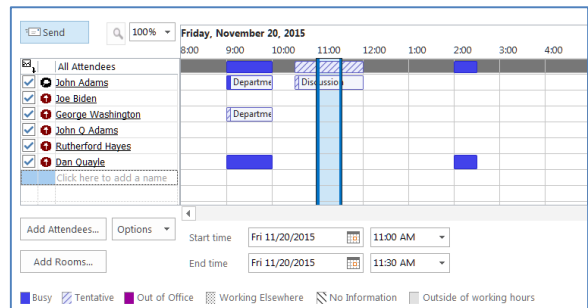 Send
100%
Friday, November 20, 2015
8:00 9:00 10:00 11:00 12:00 1:00 2:00 3:00 4:00
All Attendees
John Adams Departme Discussion
Joe Biden
George Washington Departme
John Q Adams
Rutherford Hayes
Dan Quayle
Click here to add a name
Add Attendees... Options
Start time Fri 11/20/2015 11:00 AM
Add Rooms...
End time Fri 11/20/2015 11:30 AM
Busy Tentative Out of Office Working Elsewhere No Information Outside of working hours